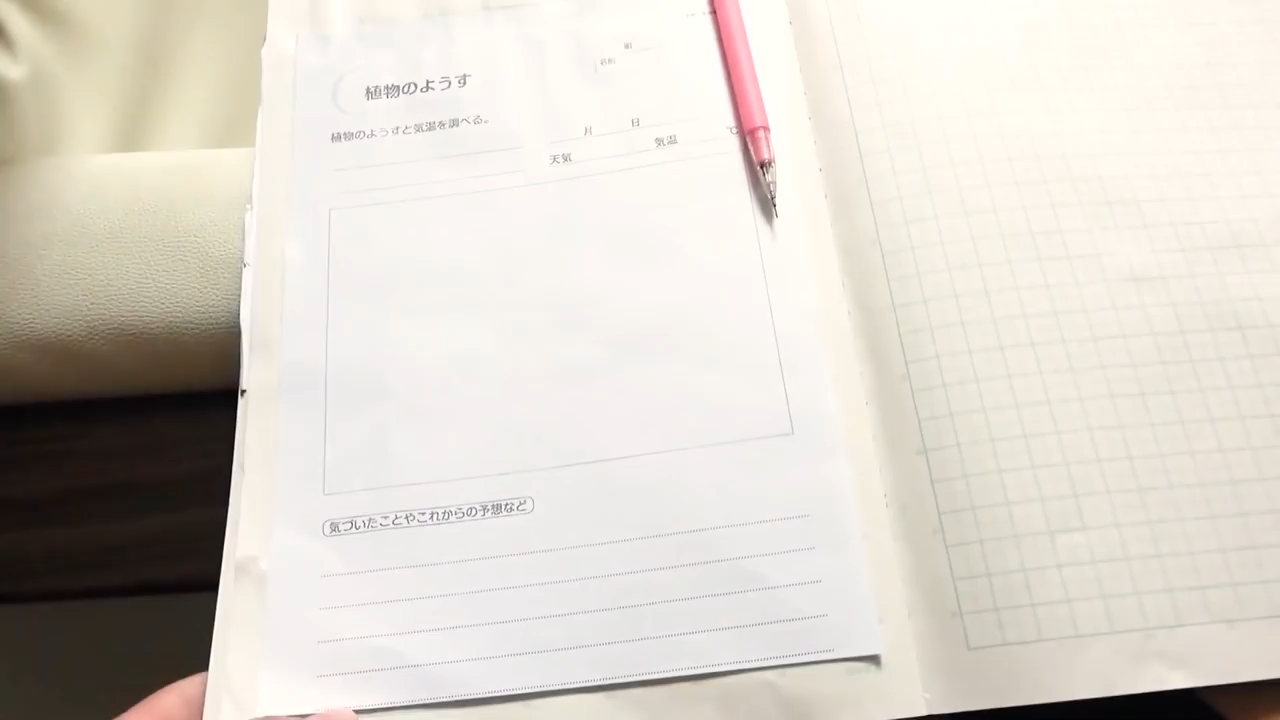 植物のようす
植物のようすと気温を調べる。
月 日
天気 気温 ℃
気づいたことやこれからの予想など